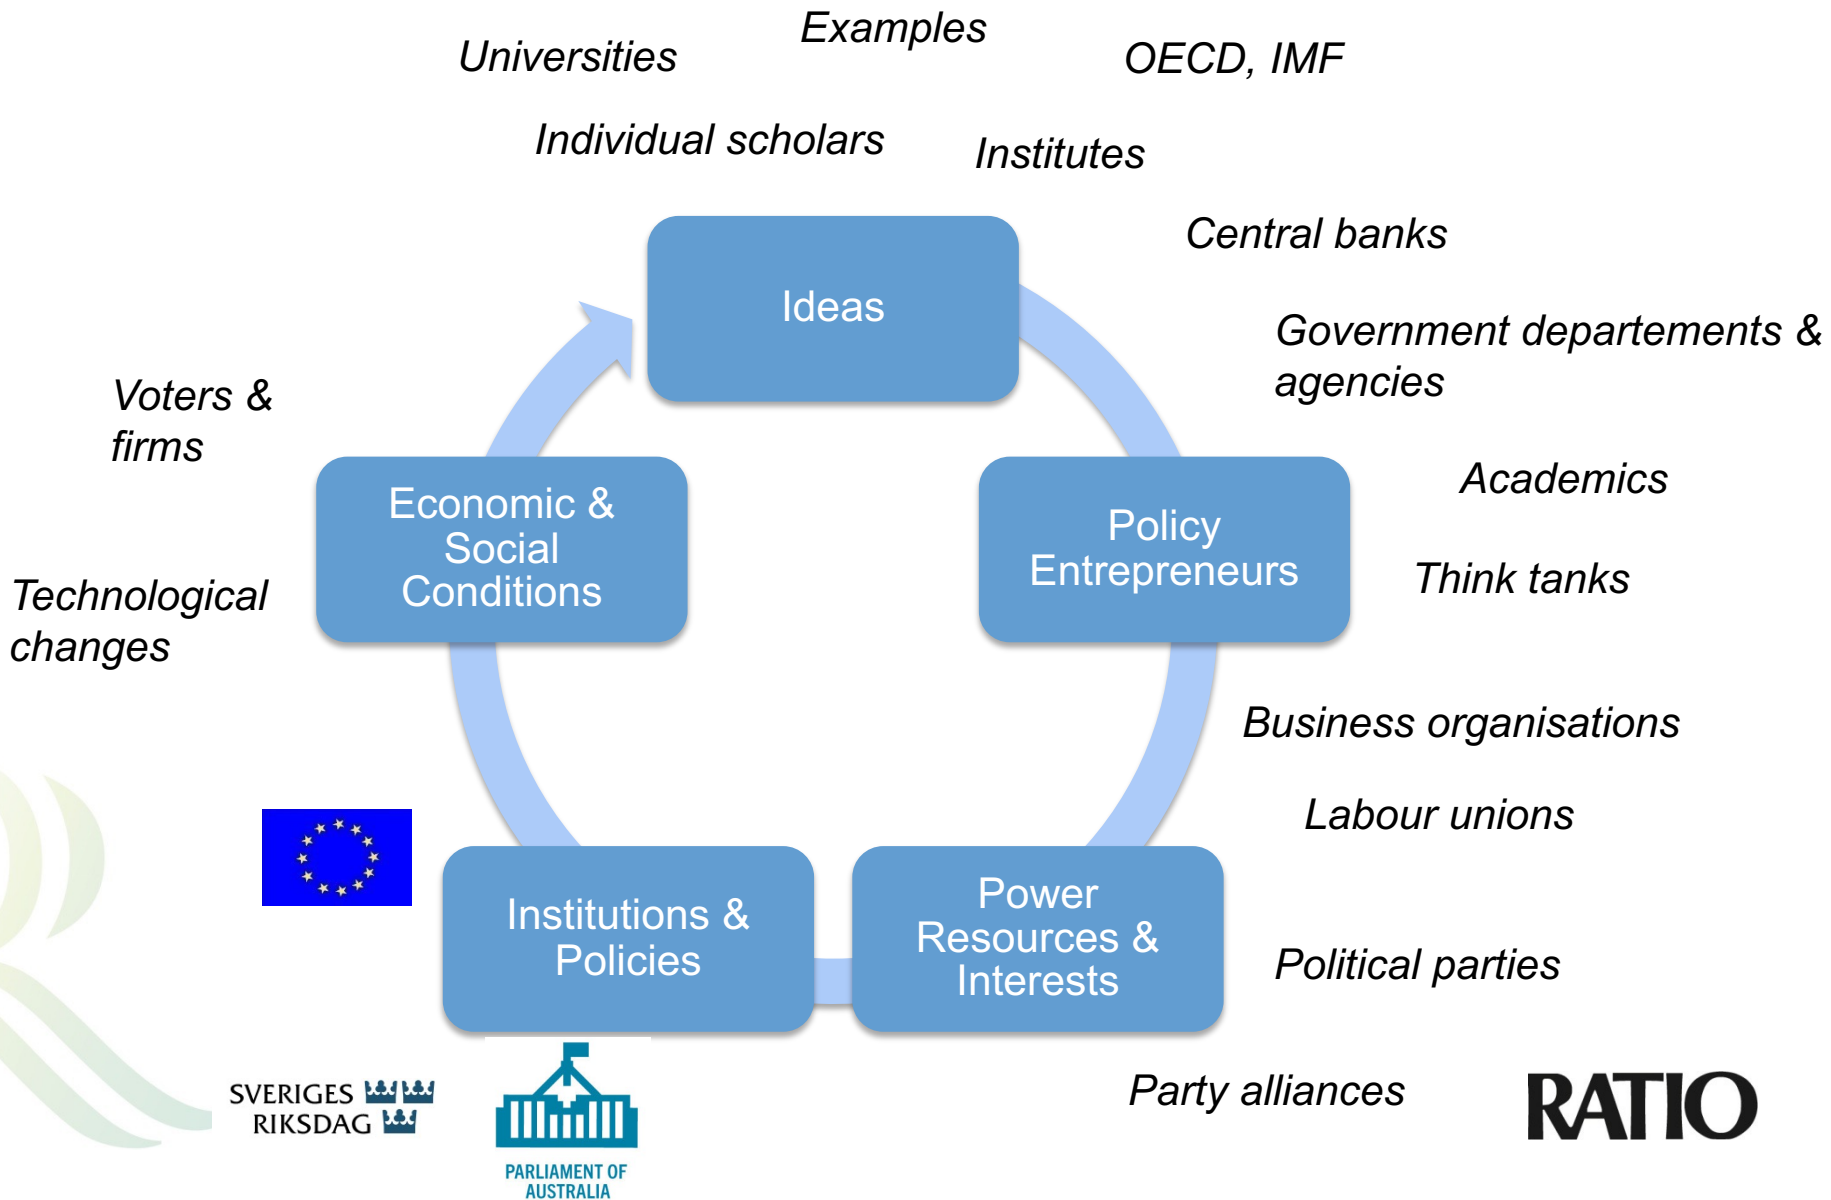 Examples
Universities
OECD, IMF
Individual scholars
Institutes
Central banks
Ideas
Government departements &
agencies
Voters &
firms
Academics
Economic &
Social
Conditions
Policy
Entrepreneurs
Think tanks
Technological
changes
Business organisations
Labour unions
Institutions &
Policies
Power
Resources &
Interests
Political parties
Party alliances
SVERIGES
RIKSDAG
PARLIAMENT OF
AUSTRALIA
RATIO